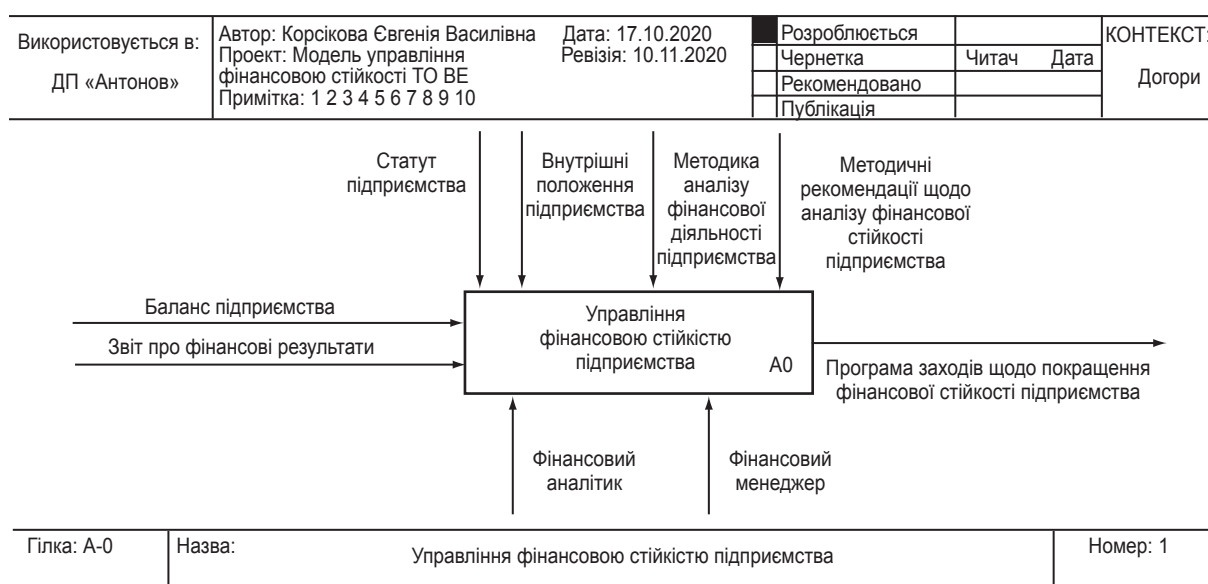 Використовується в:
ДП «Антонов»
Автор: Корсікова Євгенія Василівна Дата: 17.10.2020
Проект: Модель управління Ревізія: 10.11.2020
фінансовою стійкості ТО ВЕ
Примітка: 1 2 3 4 5 6 7 8 9 10
Розроблюється
Чернетка Читач Дата
Рекомендовано
Публікація
КОНТЕКСТ:
Догори
Статут
підприємства
Внутрішні
положення
підприємства
Методика
аналізу
фінансової
діяльності
підприємства
Методичні
рекомендації щодо
аналізу фінансової
стійкості
підприємства
Баланс підприємства
Звіт про фінансові результати
Управління
фінансовою стійкістю
підприємства
А0
Програма заходів щодо покращення
фінансової стійкості підприємства
Фінансовий
аналітик
Фінансовий
менеджер
Гілка: А-0
Назва:
Управління фінансовою стійкістю підприємства
Номер: 1